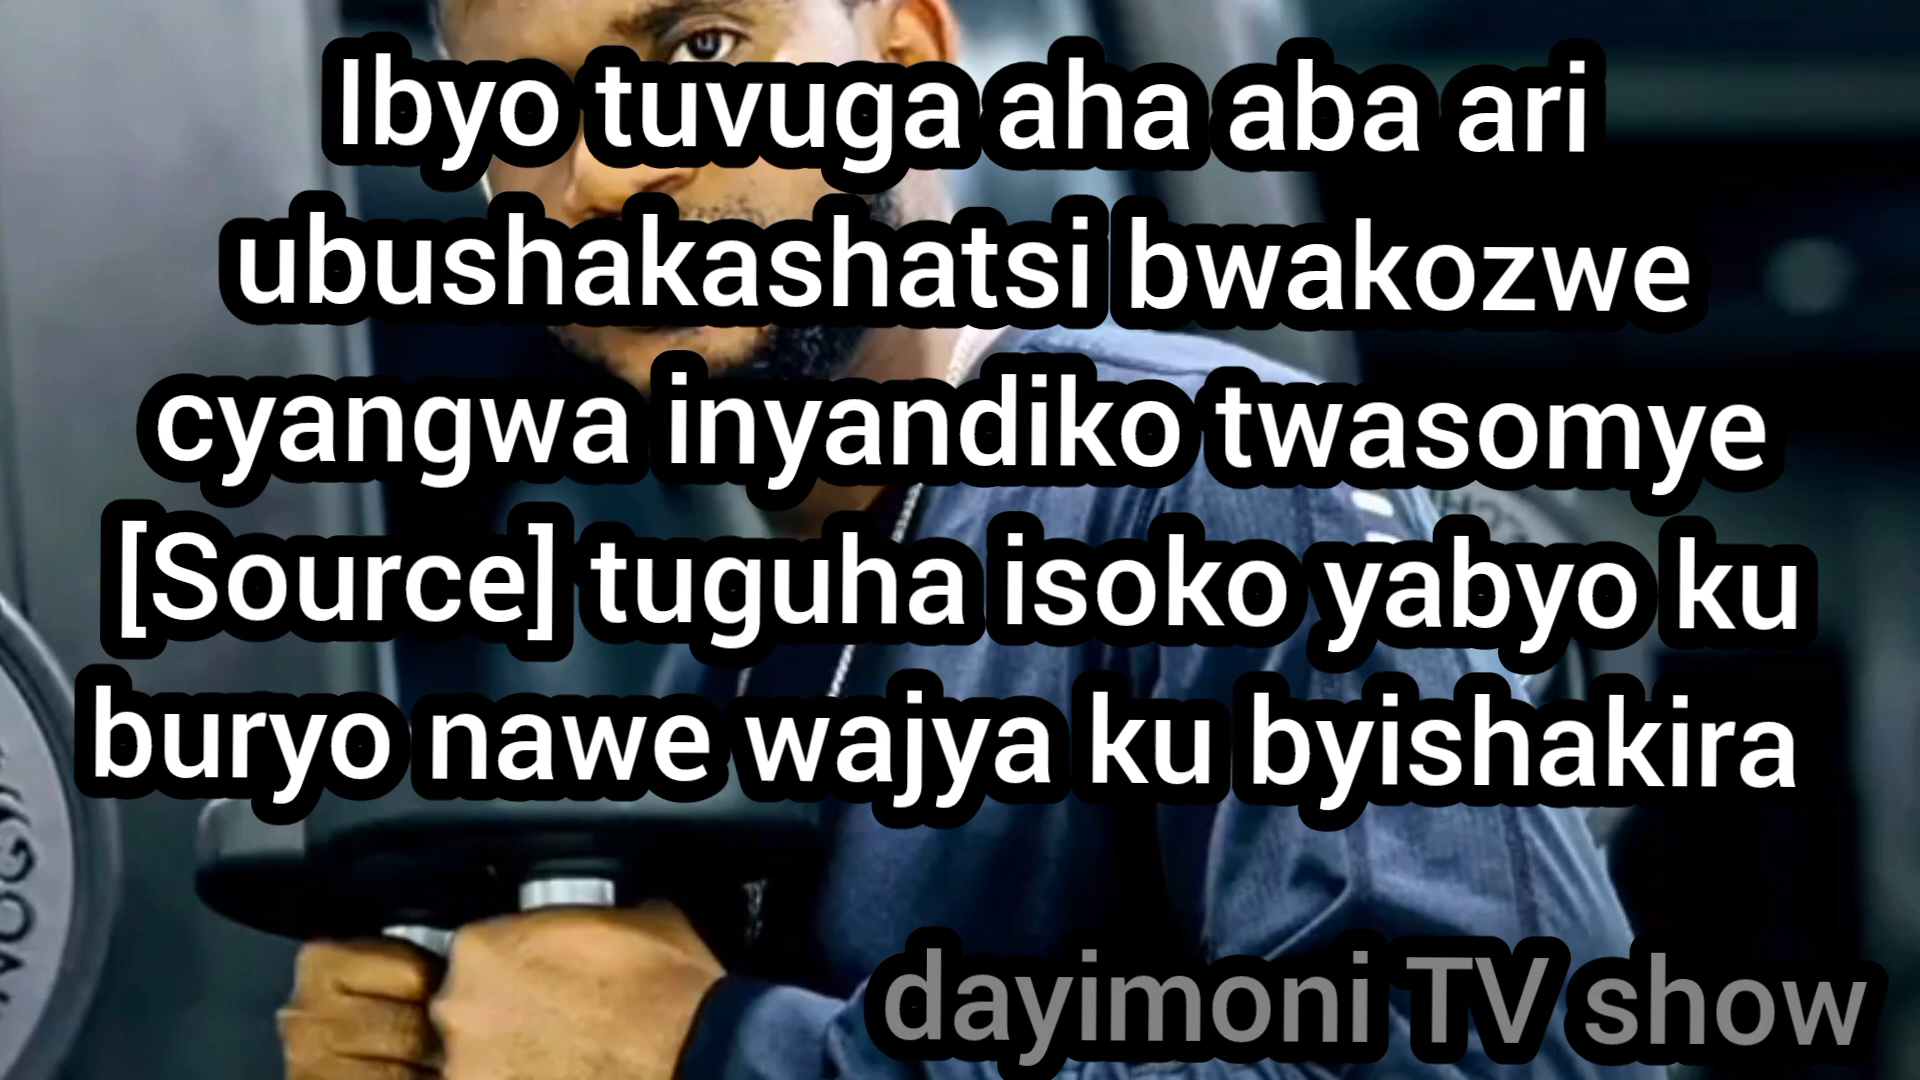 Ibyo tuvuga aha aba ari
ubushakashatsi bwakozwe
cyangwa inyandiko twasomye
[Source] tuguha isoko yabyo ku
buryo nawe wajya ku byishakira
dayimoni TV show